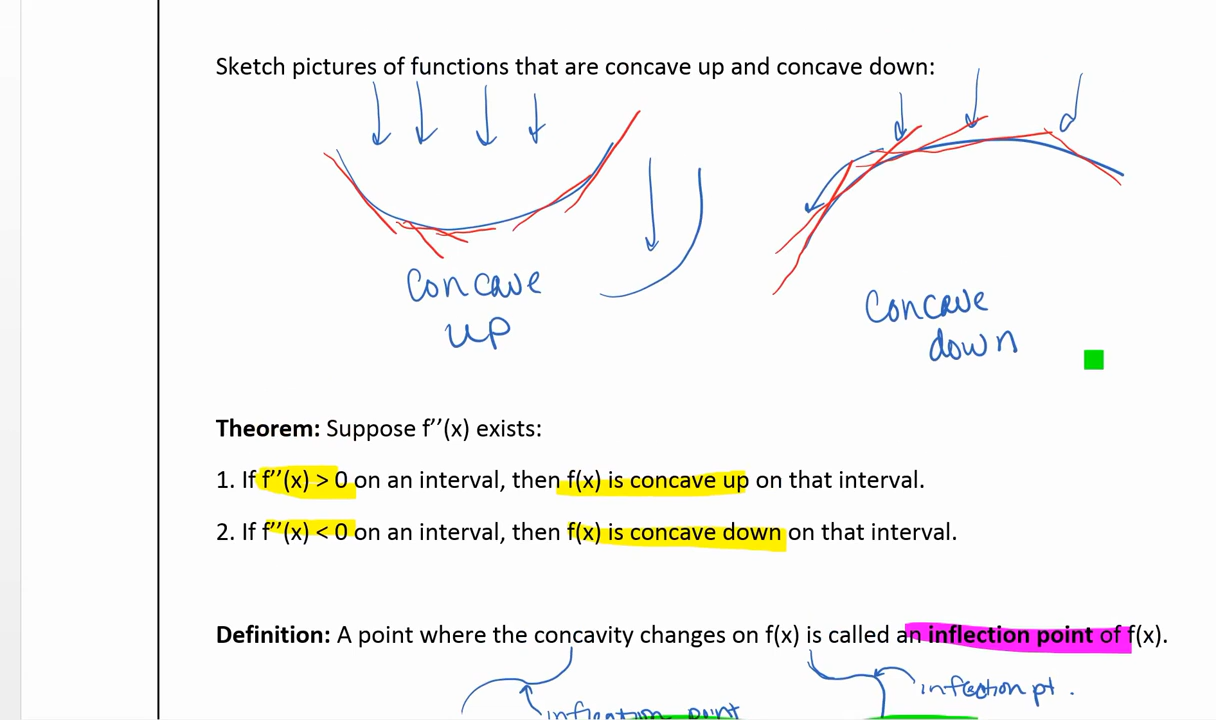 Sketch pictures of functions that are concave up and concave down:
Concave
up
Concave
down
Theorem: Suppose f’’(x) exists:
1. If f’’(x) > 0 on an interval, then f(x) is concave up on that interval.
2. If f’’(x) < 0 on an interval, then f(x) is concave down on that interval.
Definition: A point where the concavity changes on f(x) is called an inflection point of f(x).
inflection pt.
inflection point